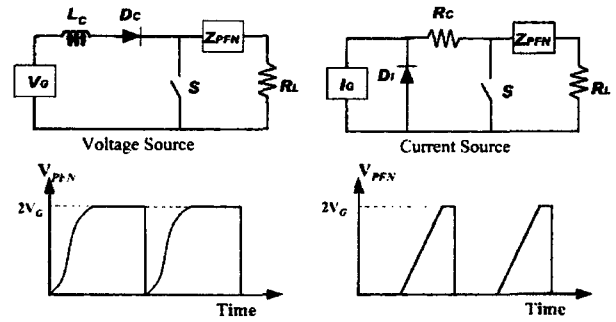 L_C D_C
Z_PFN
V_G
S
R_L
Voltage Source
R_C
Z_PFN
I_G
D_I
S
R_L
Current Source
V_PFN
2V_G
Time
V_PFN
2V_G
Time